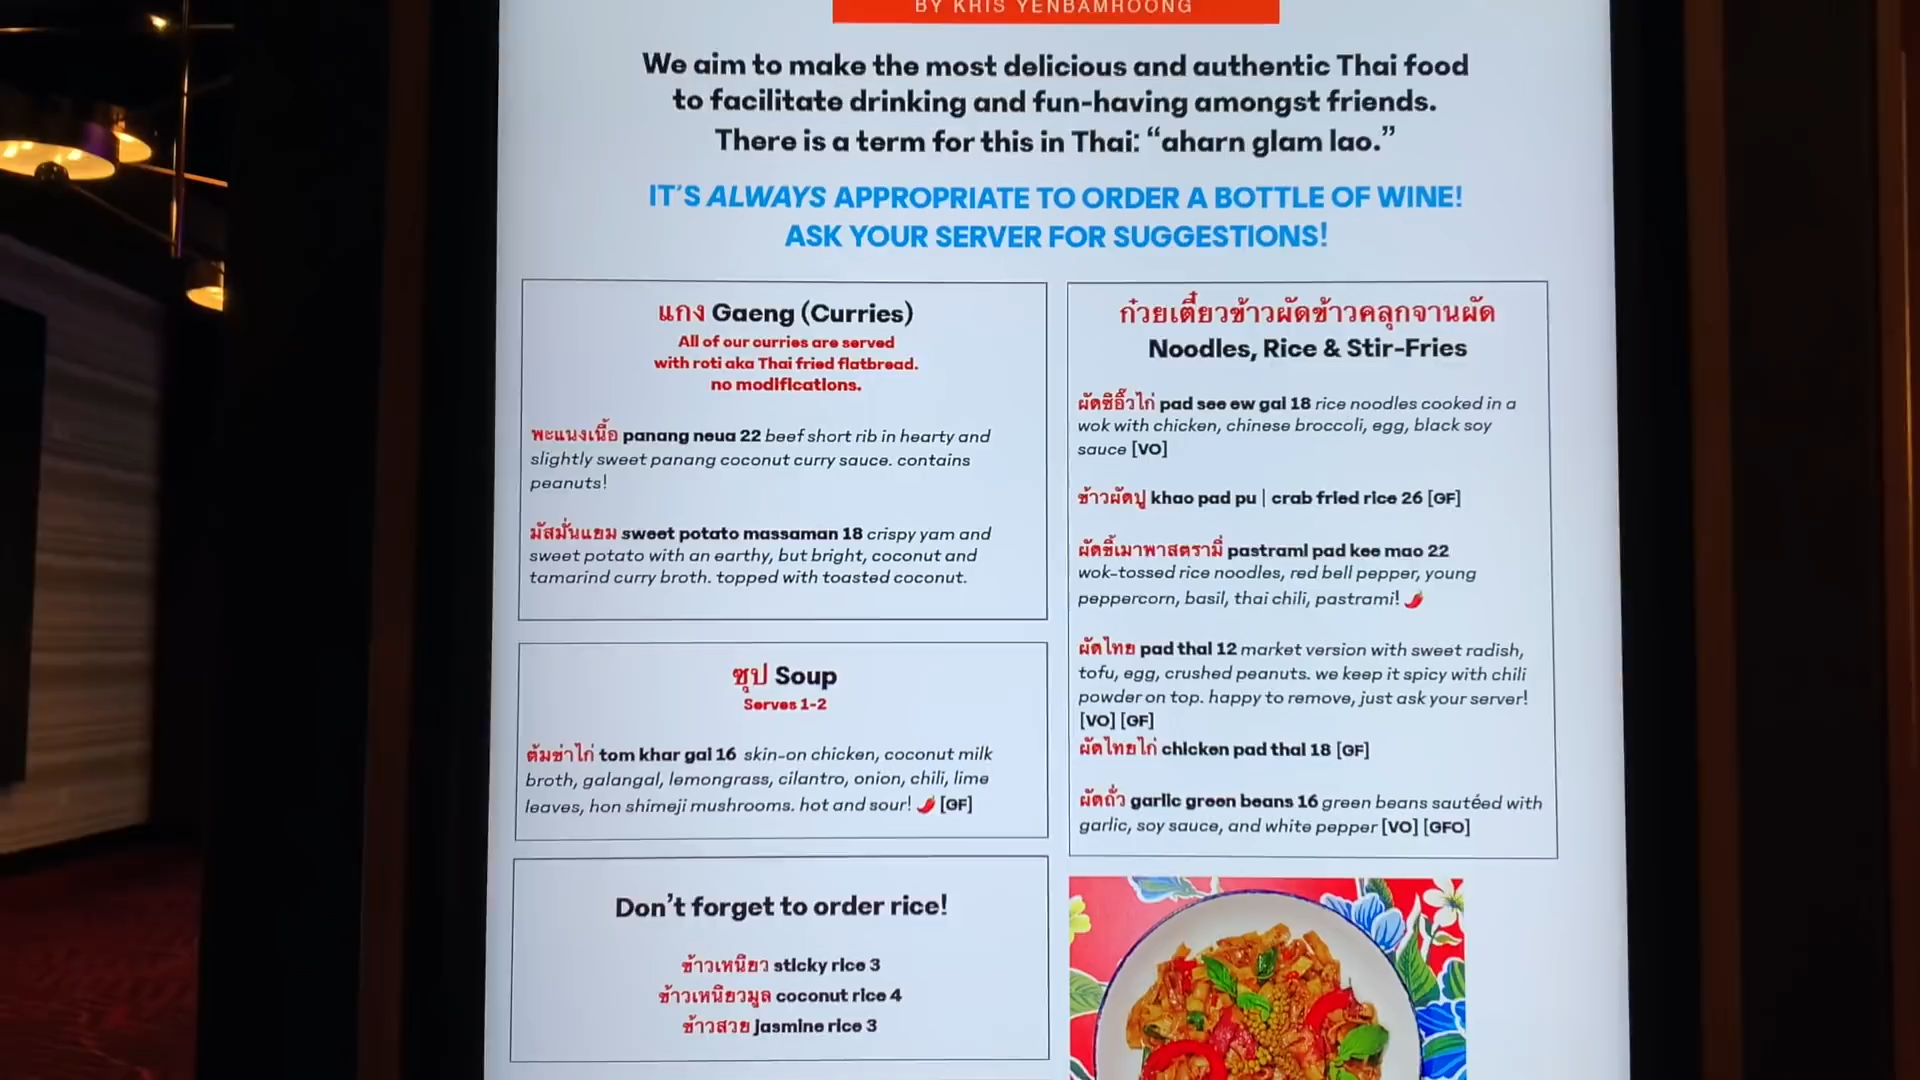 BY KRIS YENBAMROONG
We aim to make the most delicious and authentic Thai food
to facilitate drinking and fun-having amongst friends.
There is a term for this in Thai: “aharn glam lao.”
IT'S ALWAYS APPROPRIATE TO ORDER A BOTTLE OF WINE!
ASK YOUR SERVER FOR SUGGESTIONS!
แกง Gaeng (Curries)
All of our curries are served
with roti aka Thai fried flatbread.
no modifications.
พะแนงเนื้อ panang neua 22 beef short rib in hearty and
slightly sweet panang coconut curry sauce. contains
peanuts!
มัสมั่นแยม sweet potato massaman 18 crispy yam and
sweet potato with an earthy, but bright, coconut and
tamarind curry broth. topped with toasted coconut.
ซุป Soup
Serves 1-2
ต้มข่าไก่ tom khar gai 16 skin-on chicken, coconut milk
broth, galangal, lemongrass, cilantro, onion, chili, lime
leaves, hon shimeji mushrooms. hot and sour! 🌶️ [GF]
Don't forget to order rice!
ข้าวเหนียว sticky rice 3
ข้าวเหนียวมูล coconut rice 4
ข้าวสวย jasmine rice 3
ก๋วยเตี๋ยวข้าวผัดข้าวคลุกจานผัด
Noodles, Rice & Stir-Fries
ผัดซีอิ๊วไก่ pad see ew gai 18 rice noodles cooked in a
wok with chicken, chinese broccoli, egg, black soy
sauce [VO]
ข้าวผัดปู khao pad pu | crab fried rice 26 [GF]
ผัดขี้เมาพาสตรามี่ pastrami pad kee mao 22
wok-tossed rice noodles, red bell pepper, young
peppercorn, basil, thai chili, pastrami! 🌶️
ผัดไทย pad thai 12 market version with sweet radish,
tofu, egg, crushed peanuts. we keep it spicy with chili
powder on top. happy to remove, just ask your server!
[VO] [GF]
ผัดไทยไก่ chicken pad thai 18 [GF]
ผัดถั่ว garlic green beans 16 green beans sautéed with
garlic, soy sauce, and white pepper [VO] [GFO]